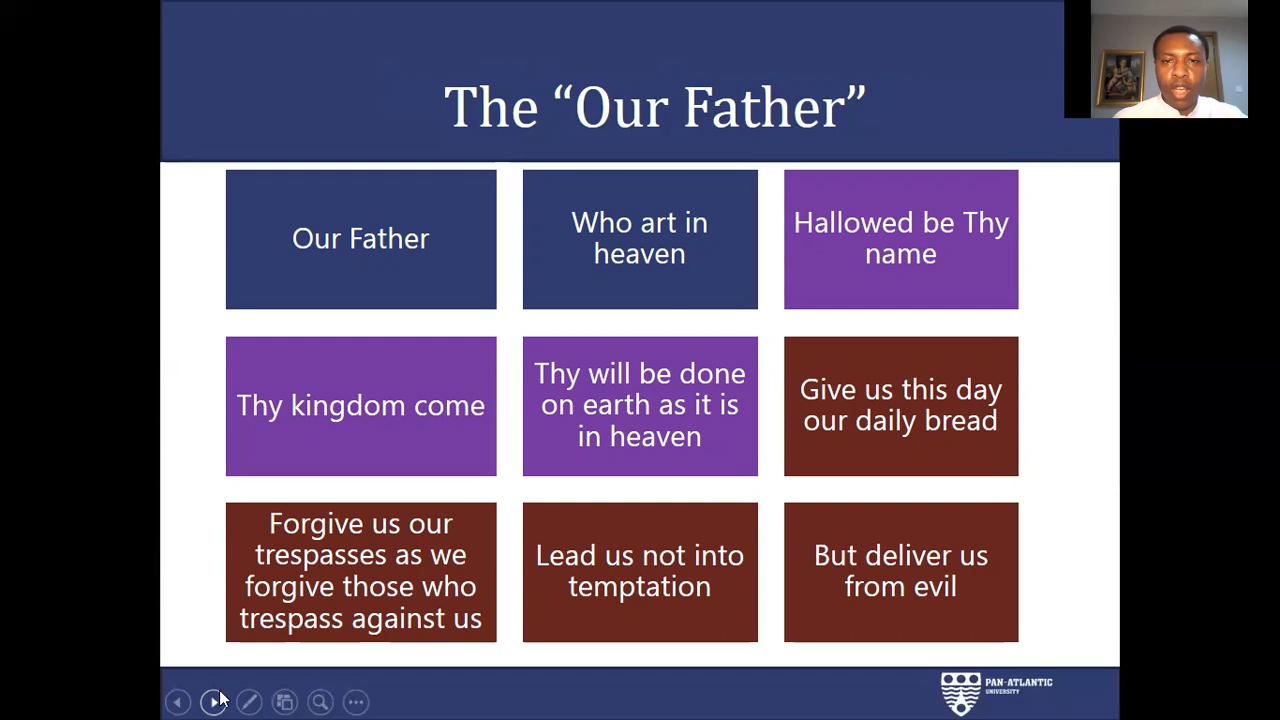 The “Our Father”
Our Father
Who art in
heaven
Hallowed be Thy
name
Thy kingdom come
Thy will be done
on earth as it is
in heaven
Give us this day
our daily bread
Forgive us our
trespasses as we
forgive those who
trespass against us
Lead us not into
temptation
But deliver us
from evil
PAN-ATLANTIC
UNIVERSITY